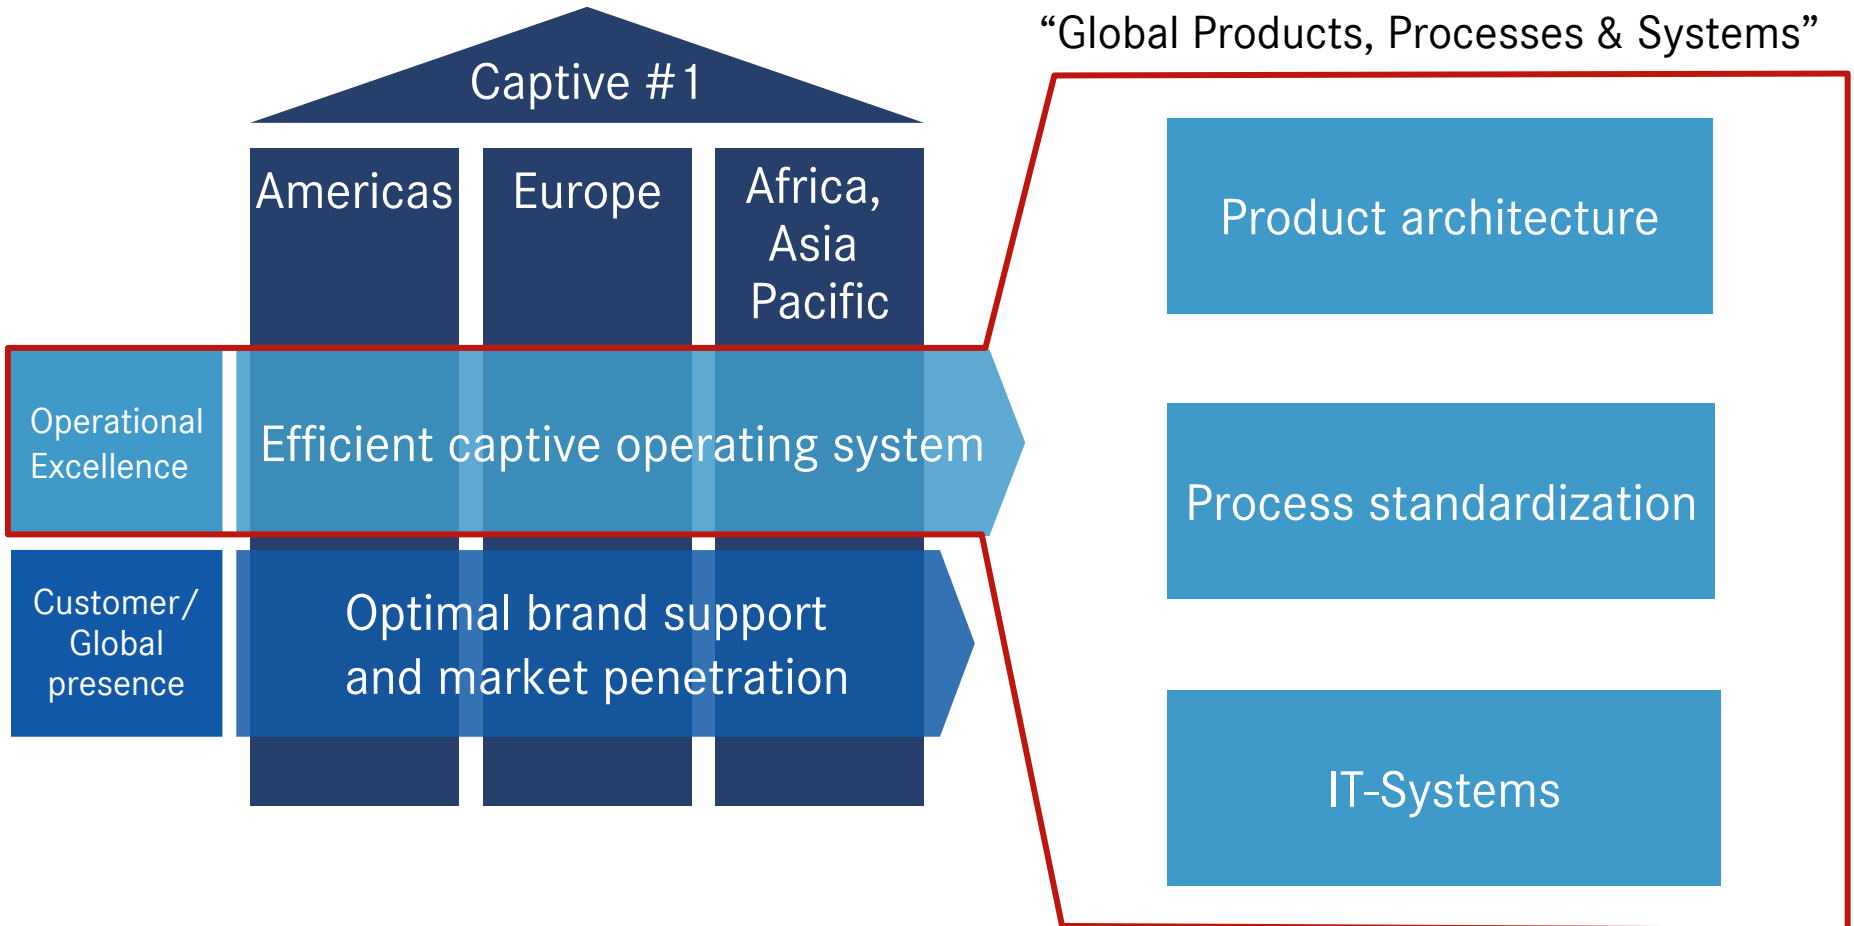 “Global Products, Processes & Systems”
Captive #1
Americas
Europe
Africa,
Asia
Pacific
Product architecture
Operational
Excellence
Efficient captive operating system
Process standardization
Customer/
Global
presence
Optimal brand support
and market penetration
IT-Systems